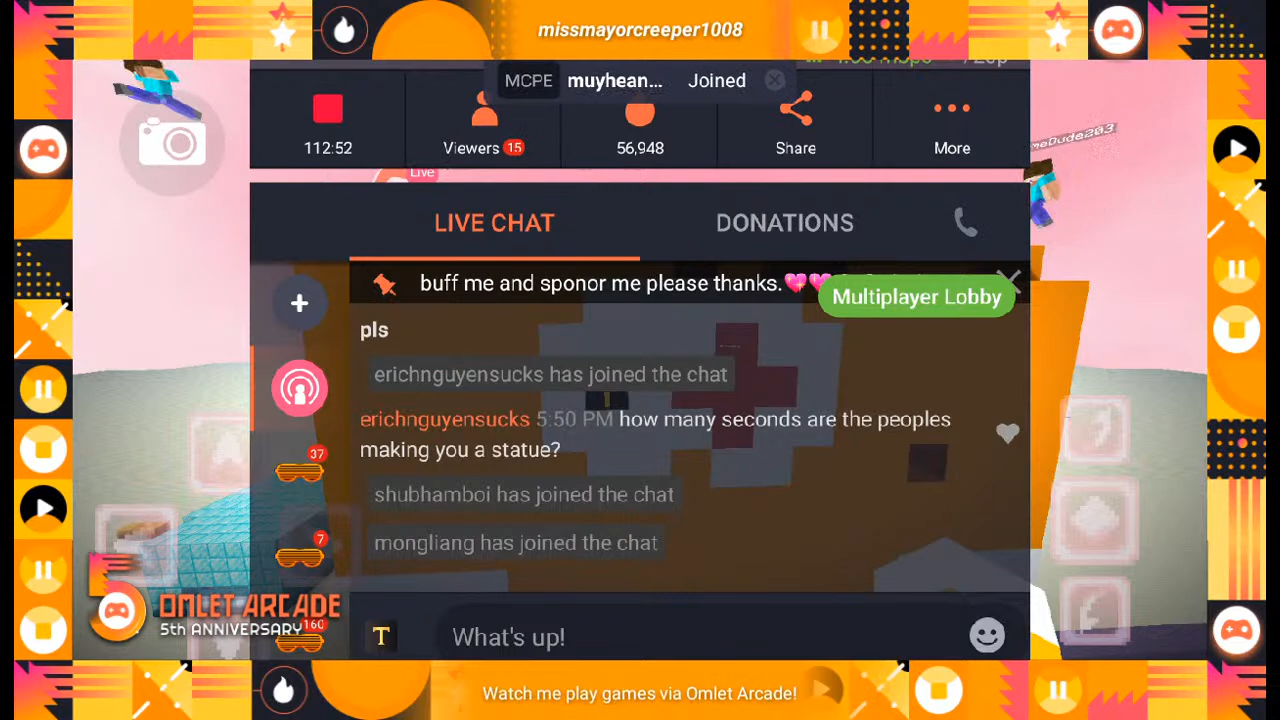 missmayorcreeper1008
MCPE muyhean... Joined
112:52
Viewers 15
56,948
Share
More
Live
LIVE CHAT
DONATIONS
buff me and sponor me please thanks.💖💖
Multiplayer Lobby
pls
erichnguyensucks has joined the chat
erichnguyensucks 5:50 PM how many seconds are the peoples
making you a statue?
shubhamboi has joined the chat
mongliang has joined the chat
37
7
160
OMLET ARCADE
5th ANNIVERSARY
T
What's up!
Watch me play games via Omlet Arcade!